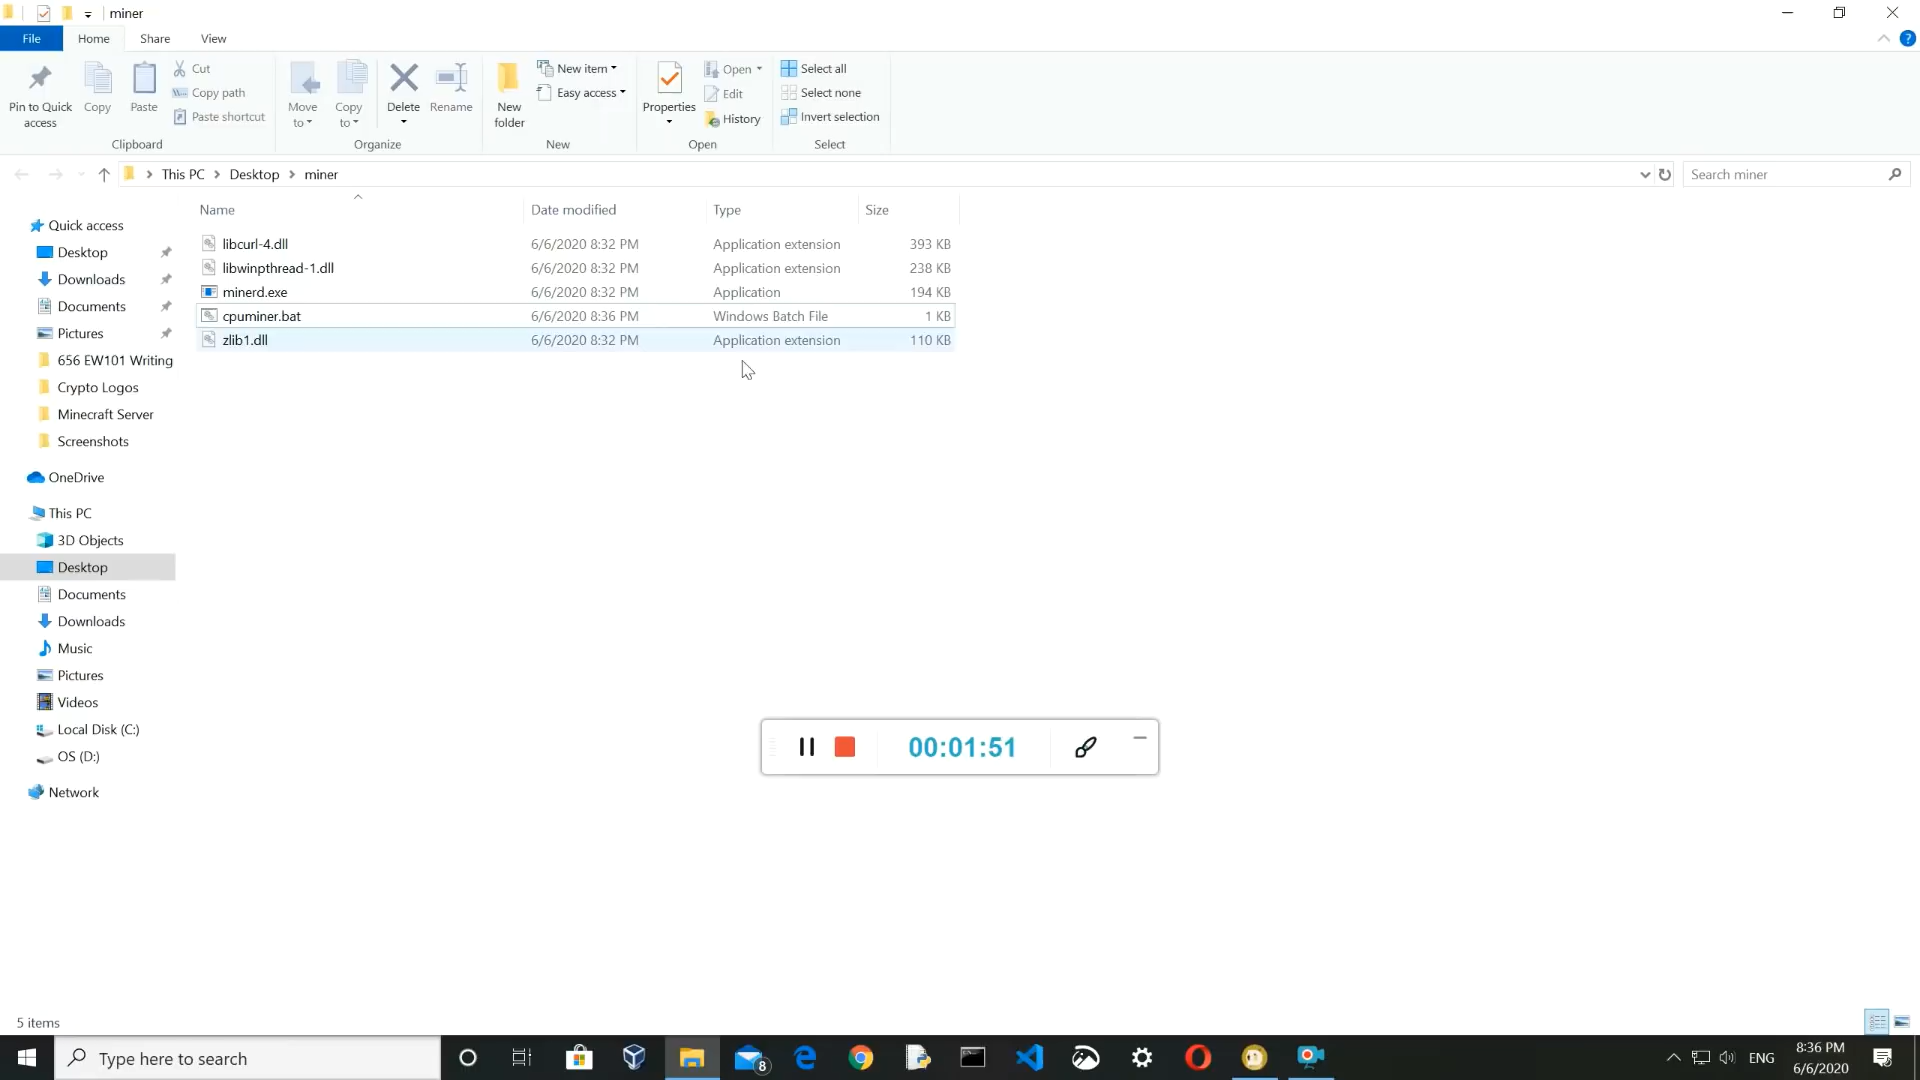 miner
File Home Share View
Pin to Quick access
Copy
Paste
Cut
Copy path
Paste shortcut
Clipboard
Move to
Copy to
Delete
Rename
Organize
New folder
New item
Easy access
New
Properties
Open
Edit
History
Open
Select all
Select none
Invert selection
Select
This PC > Desktop > miner
Search miner
Name Date modified Type Size
libcurl-4.dll 6/6/2020 8:32 PM Application extension 393 KB
libwinpthread-1.dll 6/6/2020 8:32 PM Application extension 238 KB
minerd.exe 6/6/2020 8:32 PM Application 194 KB
cpuminer.bat 6/6/2020 8:36 PM Windows Batch File 1 KB
zlib1.dll 6/6/2020 8:32 PM Application extension 110 KB
Quick access
Desktop
Downloads
Documents
Pictures
656 EW101 Writing
Crypto Logos
Minecraft Server
Screenshots
OneDrive
This PC
3D Objects
Desktop
Documents
Downloads
Music
Pictures
Videos
Local Disk (C:)
OS (D:)
Network
00:01:51
5 items
Type here to search
8
ENG
8:36 PM
6/6/2020